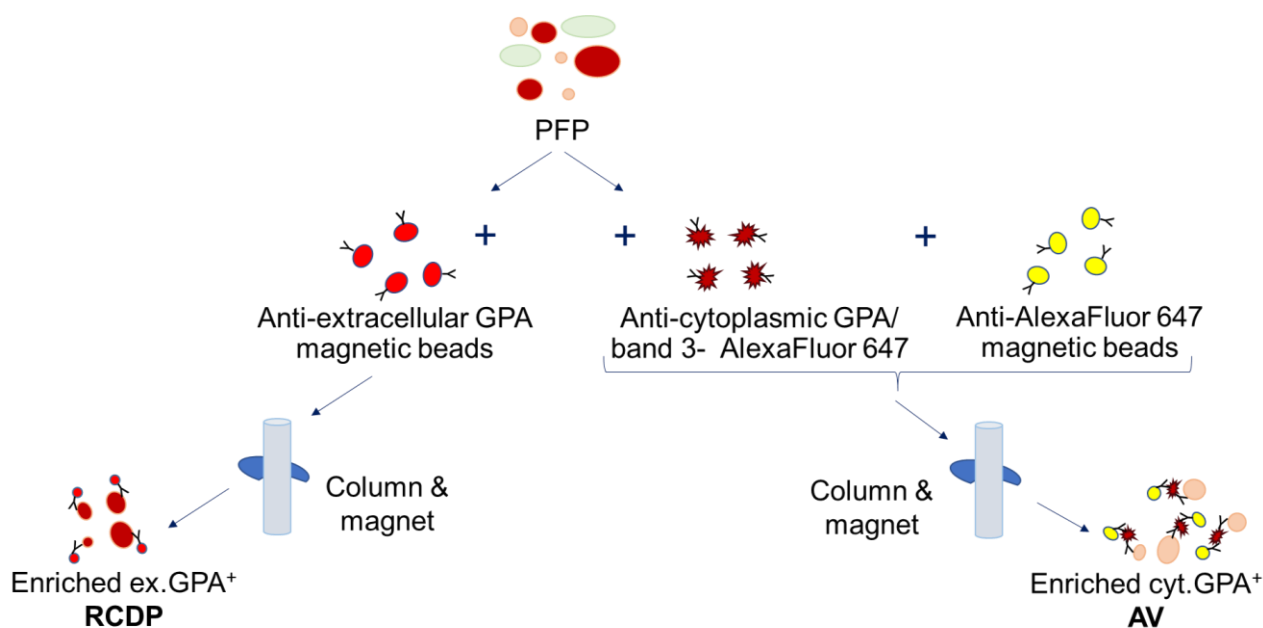 PFP
+
+
+
Anti-extracellular GPA
magnetic beads
Anti-cytoplasmic GPA/
band 3- AlexaFluor 647
Anti-AlexaFluor 647
magnetic beads
Column &
magnet
Column &
magnet
Enriched ex.GPA⁺
RCDP
Enriched cyt.GPA⁺
AV